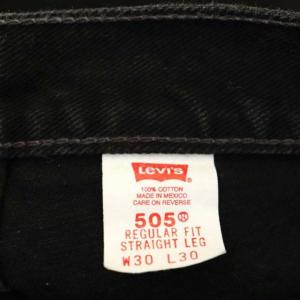 Levi's
100% COTTON
MADE IN MEXICO
CARE ON REVERSE
505®
REGULAR FIT
STRAIGHT LEG
W30 L30